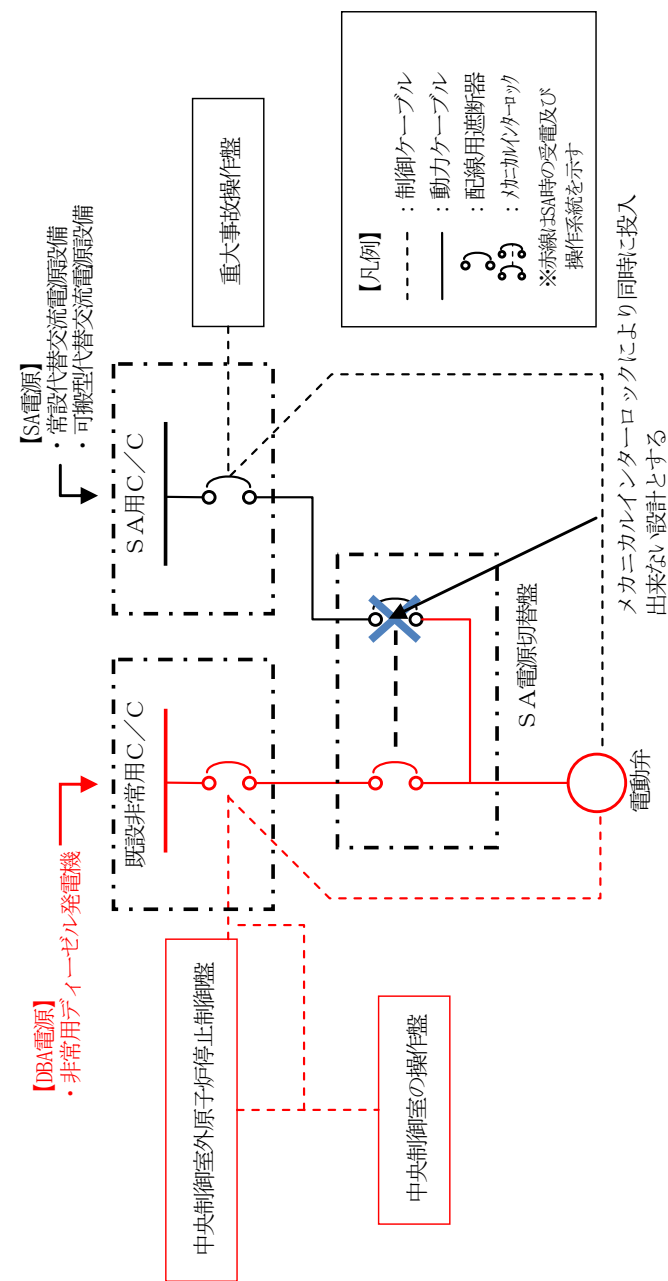 【DBA電源】
・非常用ディーゼル発電機
【SA電源】
・常設代替交流電源設備
・可搬型代替交流電源設備
既設非常用C／C
ＳＡ用C／C
中央制御室外原子炉停止制御盤
中央制御室の操作盤
重大事故操作盤
ＳＡ電源切替盤
電動弁
メカニカルインターロックにより同時に投入
出来ない設計とする
【凡例】
：制御ケーブル
：動力ケーブル
：配線用遮断器
：ﾒｶﾆｶﾙｲﾝﾀｰﾛｯｸ
※赤線はSA時の受電及び
操作系統を示す